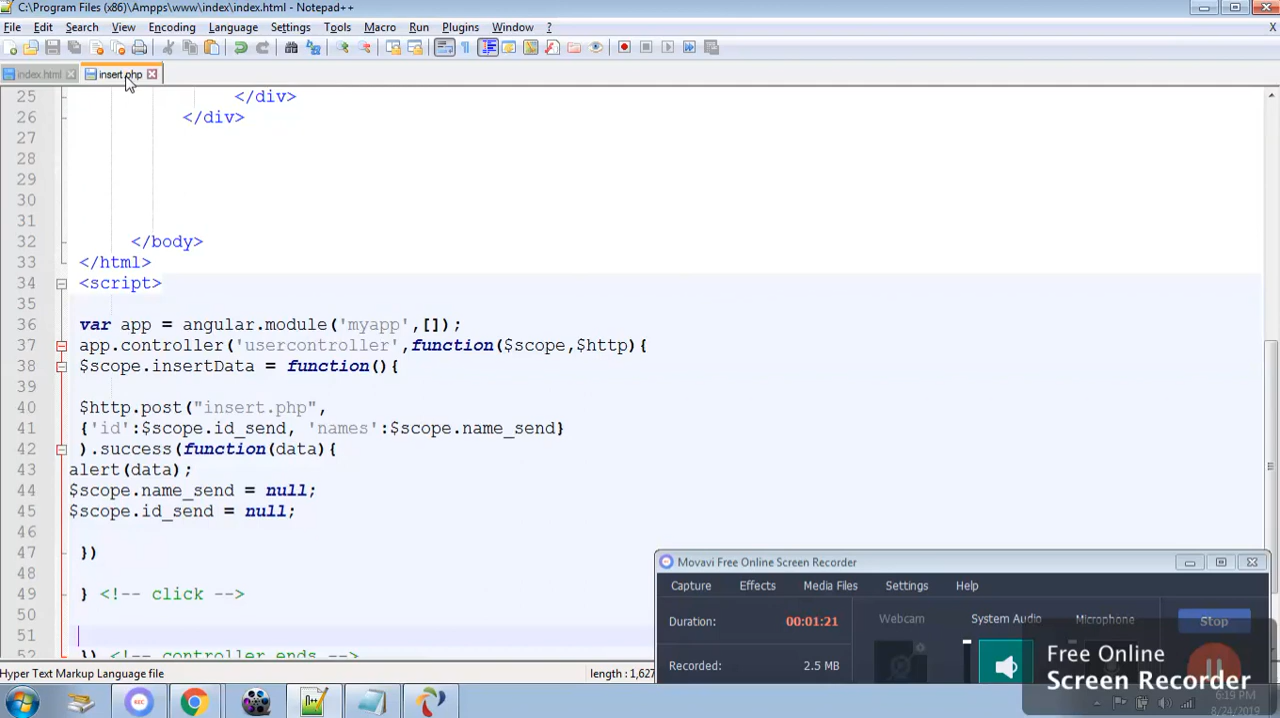 C:\Program Files (x86)\Ampps\www\index\index.html - Notepad++
File Edit Search View Encoding Language Settings Tools Macro Run Plugins Window ? X
index.html insert.php
25 </div>
26 </div>
27
28
29
30
31
32 </body>
33 </html>
34 <script>
35
36 var app = angular.module('myapp',[]);
37 app.controller('usercontroller',function($scope,$http){
38 $scope.insertData = function(){
39
40 $http.post("insert.php",
41 {'id':$scope.id_send, 'names':$scope.name_send}
42 ).success(function(data){
43 alert(data);
44 $scope.name_send = null;
45 $scope.id_send = null;
46
47 })
48
49 } <!-- click -->
50
51
52 }) <!-- controller ends -->
Movavi Free Online Screen Recorder
Capture Effects Media Files Settings Help
Duration: 00:01:21 Webcam System Audio Microphone Stop
Recorded: 2.5 MB
Free Online
Screen Recorder
Hyper Text Markup Language file length : 1,627
KEC
6:19 PM
8/24/2019